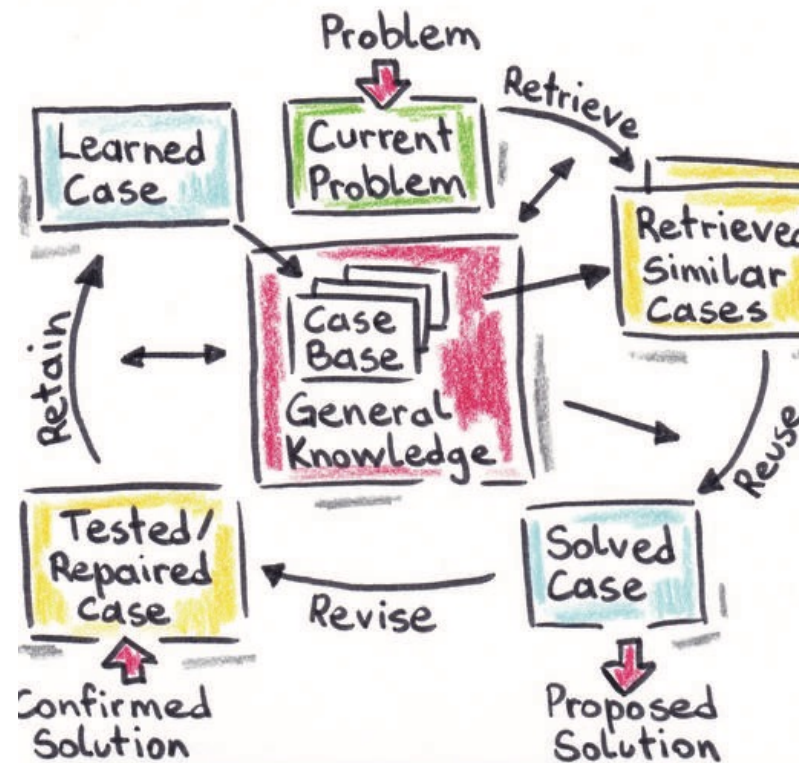 Problem
Retrieve
Learned
Case
Current
Problem
Retrieved
Similar
Cases
Case
Base
General
Knowledge
Retain
Reuse
Tested/
Repaired
Case
Solved
Case
Revise
Confirmed
Solution
Proposed
Solution